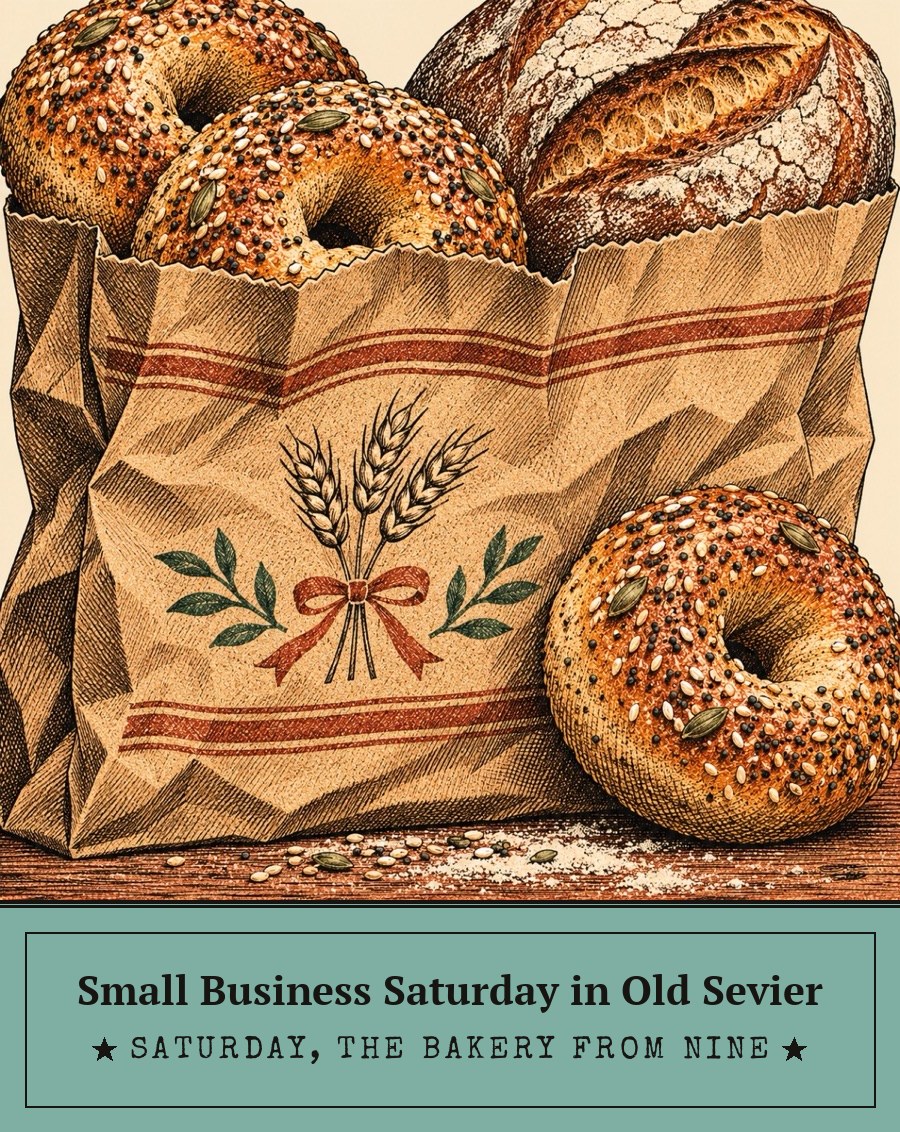 Small Business Saturday in Old Sevier
★ SATURDAY, THE BAKERY FROM NINE ★